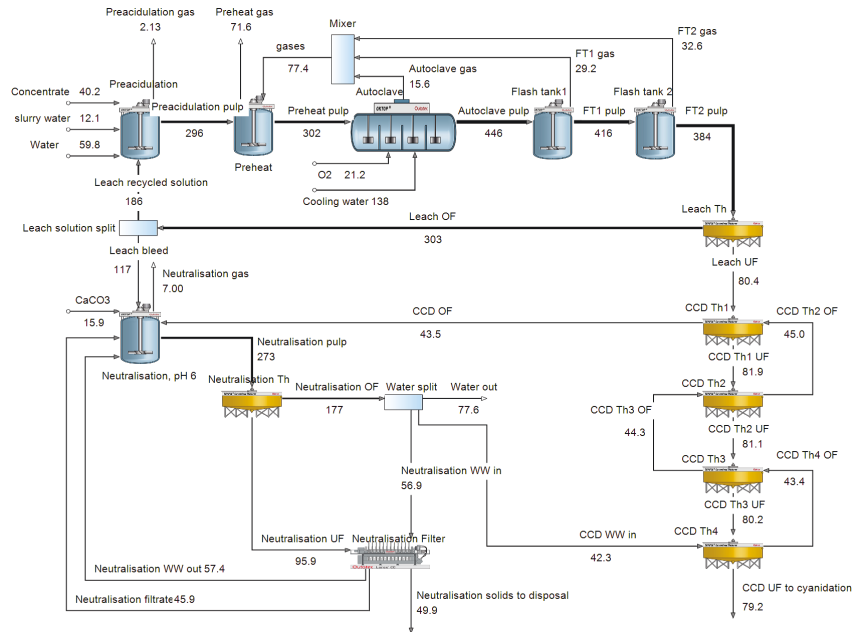 Preacidulation gas
2.13
Preheat gas
71.6
Mixer
FT2 gas
32.6
gases
77.4
FT1 gas
29.2
Autoclave gas
15.6
Concentrate 40.2
Preacidulation
Autoclave
Flash tank1
Flash tank 2
Preacidulation pulp
296
Preheat pulp
302
Autoclave pulp
446
FT1 pulp
416
FT2 pulp
384
slurry water 12.1
Water 59.8
Preheat
O2 21.2
Cooling water 138
Leach recycled solution
186
Leach Th
Leach OF
303
Leach solution split
Leach bleed
117
Leach UF
80.4
Neutralisation gas
7.00
CaCO3
15.9
CCD OF
43.5
CCD Th1
CCD Th2 OF
45.0
Neutralisation pulp
273
CCD Th1 UF
81.9
Neutralisation, pH 6
Neutralisation Th
Neutralisation OF
177
Water split
Water out
77.6
CCD Th2
CCD Th3 OF
44.3
CCD Th2 UF
81.1
CCD Th3
CCD Th4 OF
43.4
Neutralisation WW in
56.9
CCD Th3 UF
80.2
Neutralisation UF
95.9
Neutralisation Filter
CCD WW in
42.3
CCD Th4
Neutralisation WW out 57.4
Neutralisation filtrate45.9
Neutralisation solids to disposal
49.9
CCD UF to cyanidation
79.2